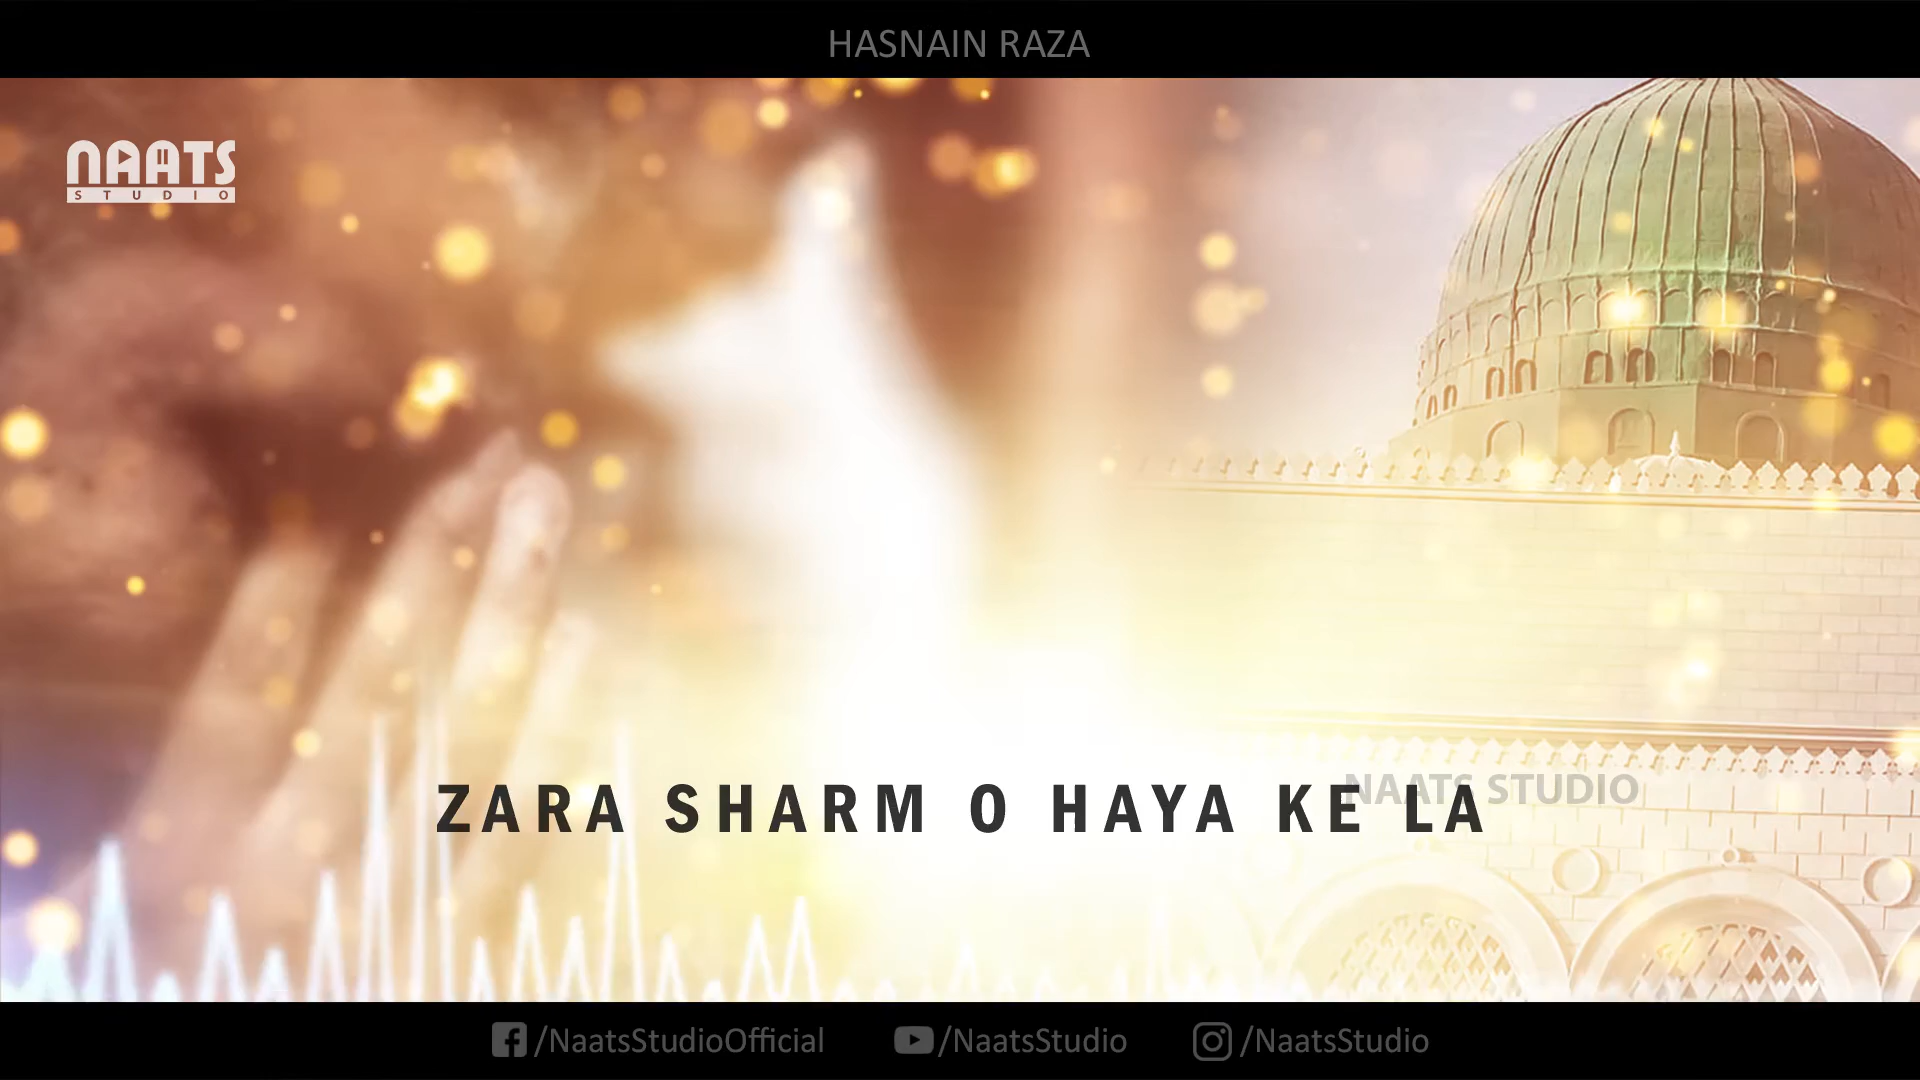 HASNAIN RAZA
NAATS
STUDIO
NAATS STUDIO
ZARA SHARM O HAYA KE LA
/NaatsStudioOfficial /NaatsStudio /NaatsStudio